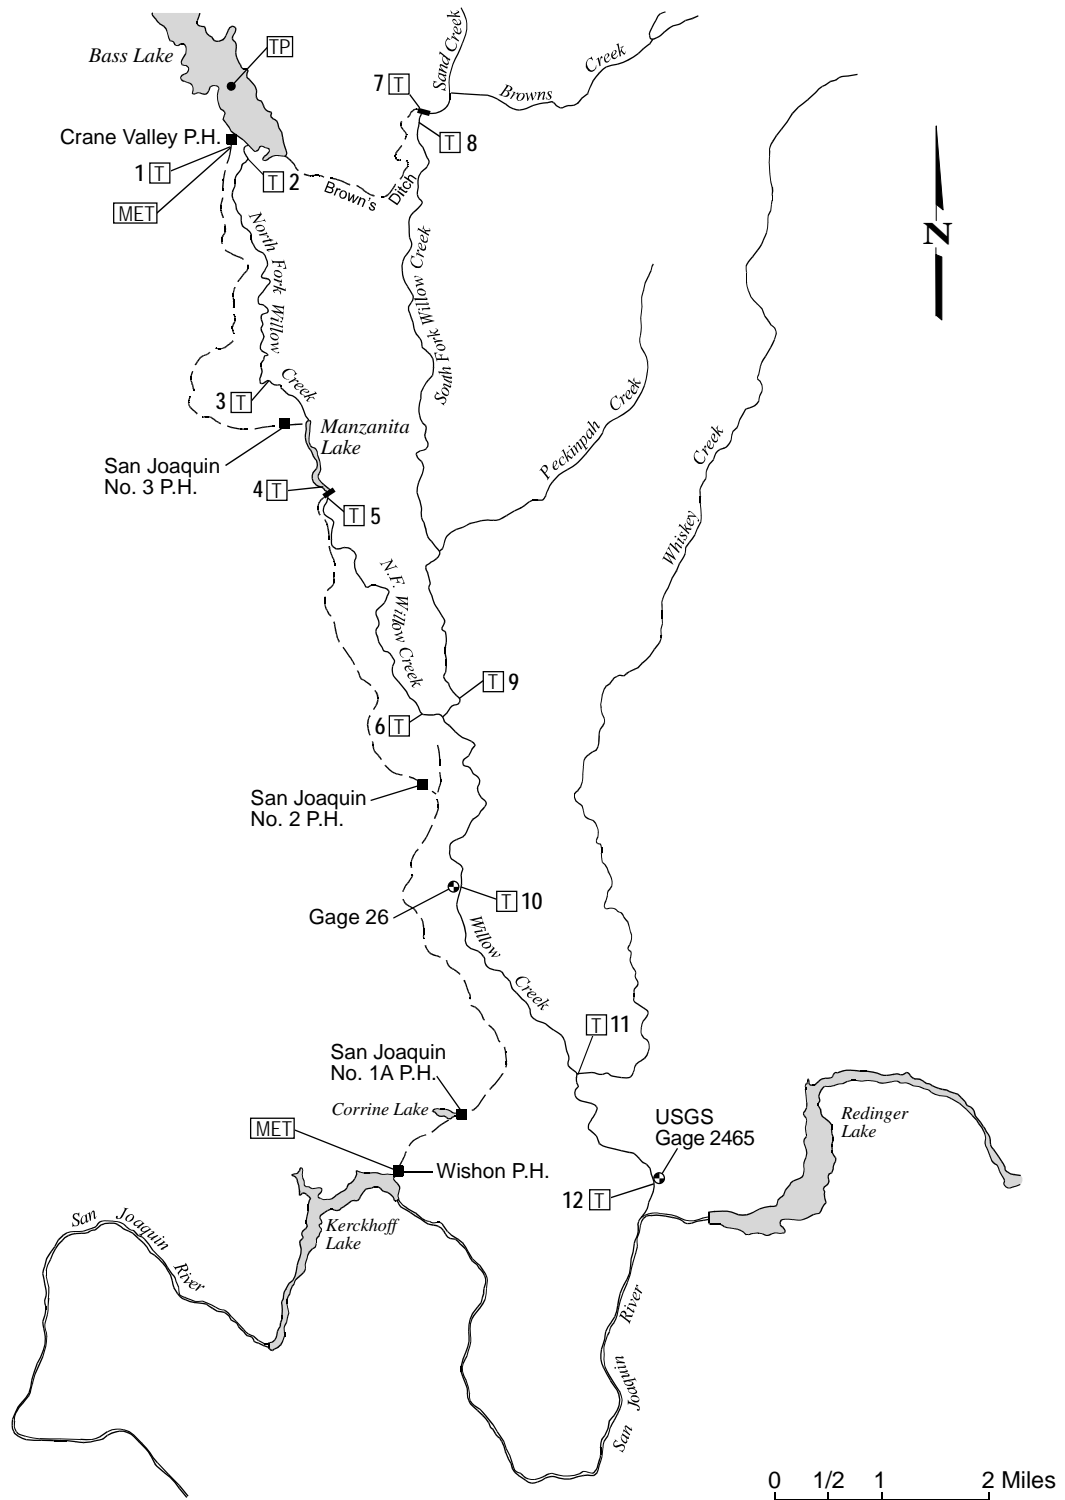 Bass Lake
TP
Sand Creek
Browns Creek
7 T
T 8
Crane Valley P.H.
1 T
T 2
MET
Brown's Ditch
North Fork Willow Creek
South Fork Willow Creek
N
3 T
Manzanita
Lake
San Joaquin
No. 3 P.H.
4 T
T 5
Peckinpah Creek
Whiskey Creek
N.F. Willow Creek
T 9
6 T
San Joaquin
No. 2 P.H.
T 10
Gage 26
Willow Creek
T 11
San Joaquin
No. 1A P.H.
Corrine Lake
MET
Wishon P.H.
USGS
Gage 2465
12 T
Redinger
Lake
Kerckhoff
Lake
San Joaquin River
San Joaquin River
0 1/2 1 2 Miles